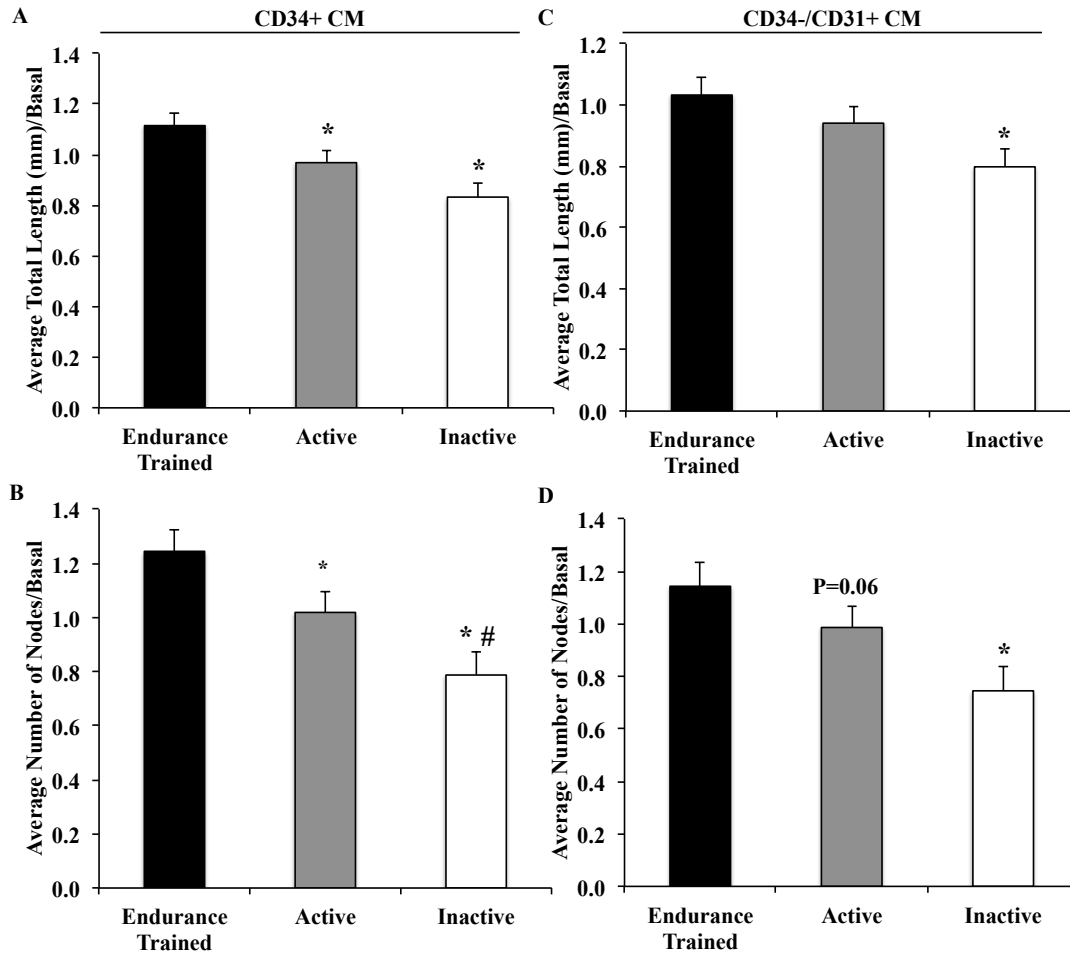 A
CD34+ CM
Average Total Length (mm)/Basal
1.4
1.2
1.0
0.8
0.6
0.4
0.2
0.0
*
*
Endurance
Trained
Active
Inactive
C
CD34-/CD31+ CM
Average Total Length (mm)/Basal
1.2
1.0
0.8
0.6
0.4
0.2
0.0
*
Endurance
Trained
Active
Inactive
B
Average Number of Nodes/Basal
1.4
1.2
1.0
0.8
0.6
0.4
0.2
0.0
*
* #
Endurance
Trained
Active
Inactive
D
Average Number of Nodes/Basal
1.4
1.2
1.0
0.8
0.6
0.4
0.2
0.0
P=0.06
*
Endurance
Trained
Active
Inactive